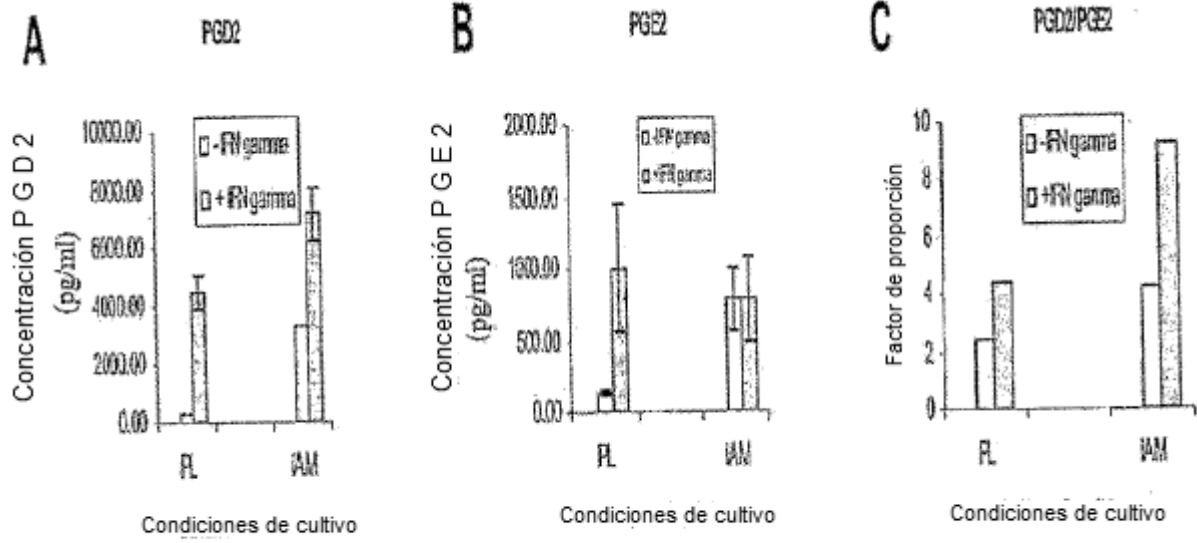 A
PGD2
Concentración P G D 2
(pg/ml)
10000.00
8000.00
6000.00
4000.00
2000.00
0.00
-IFN gamma
+IFN gamma
PL
IAM
Condiciones de cultivo
B
PGE2
Concentración P G E 2
(pg/ml)
2000.00
1500.00
1000.00
500.00
0.00
-IFN gamma
+IFN gamma
PL
IAM
Condiciones de cultivo
C
PGD2/PGE2
Factor de proporción
10
8
6
4
2
0
-IFN gamma
+IFN gamma
PL
IAM
Condiciones de cultivo